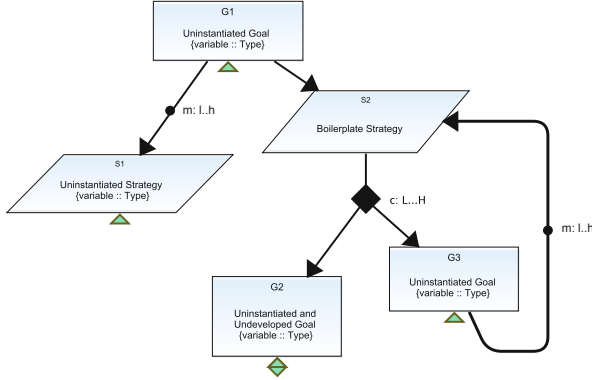 G1
Uninstantiated Goal
{variable :: Type}
m: l..h
S2
Boilerplate Strategy
S1
Uninstantiated Strategy
{variable :: Type}
c: L...H
m: l..h
G3
Uninstantiated Goal
{variable :: Type}
G2
Uninstantiated and
Undeveloped Goal
{variable :: Type}